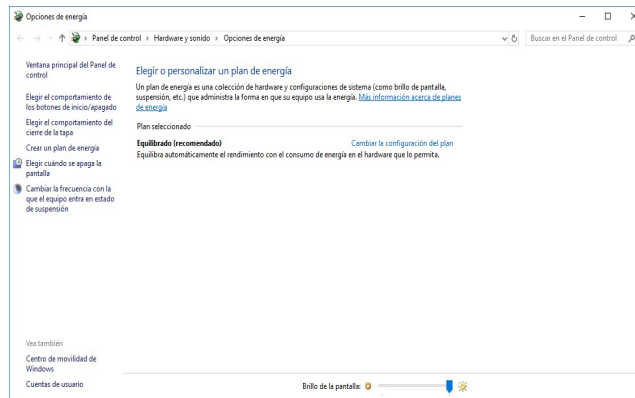 Opciones de energía
Panel de control › Hardware y sonido › Opciones de energía
Buscar en el Panel de control
Ventana principal del Panel de
control
Elegir el comportamiento de
los botones de inicio/apagado
Elegir el comportamiento del
cierre de la tapa
Crear un plan de energía
Elegir cuándo se apaga la
pantalla
Cambiar la frecuencia con la
que el equipo entra en estado
de suspensión
Elegir o personalizar un plan de energía
Un plan de energía es una colección de hardware y configuraciones de sistema (como brillo de pantalla,
suspensión, etc.) que administra la forma en que su equipo usa la energía. Más información acerca de planes
de energía
Plan seleccionado
Equilibrado (recomendado) Cambiar la configuración del plan
Equilibra automáticamente el rendimiento con el consumo de energía en el hardware que lo permita.
Vea también
Centro de movilidad de
Windows
Cuentas de usuario
Brillo de la pantalla: